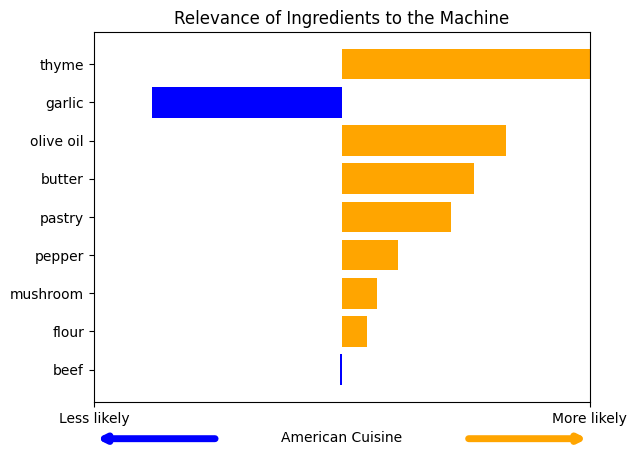 Relevance of Ingredients to the Machine
thyme
garlic
olive oil
butter
pastry
pepper
mushroom
flour
beef
Less likely
More likely
American Cuisine